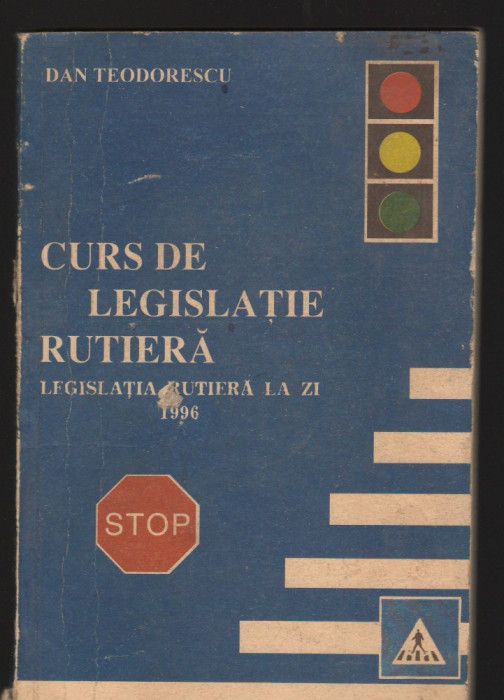 DAN TEODORESCU
CURS DE
LEGISLAȚIE
RUTIERĂ
LEGISLAȚIA RUTIERĂ LA ZI
1996
STOP